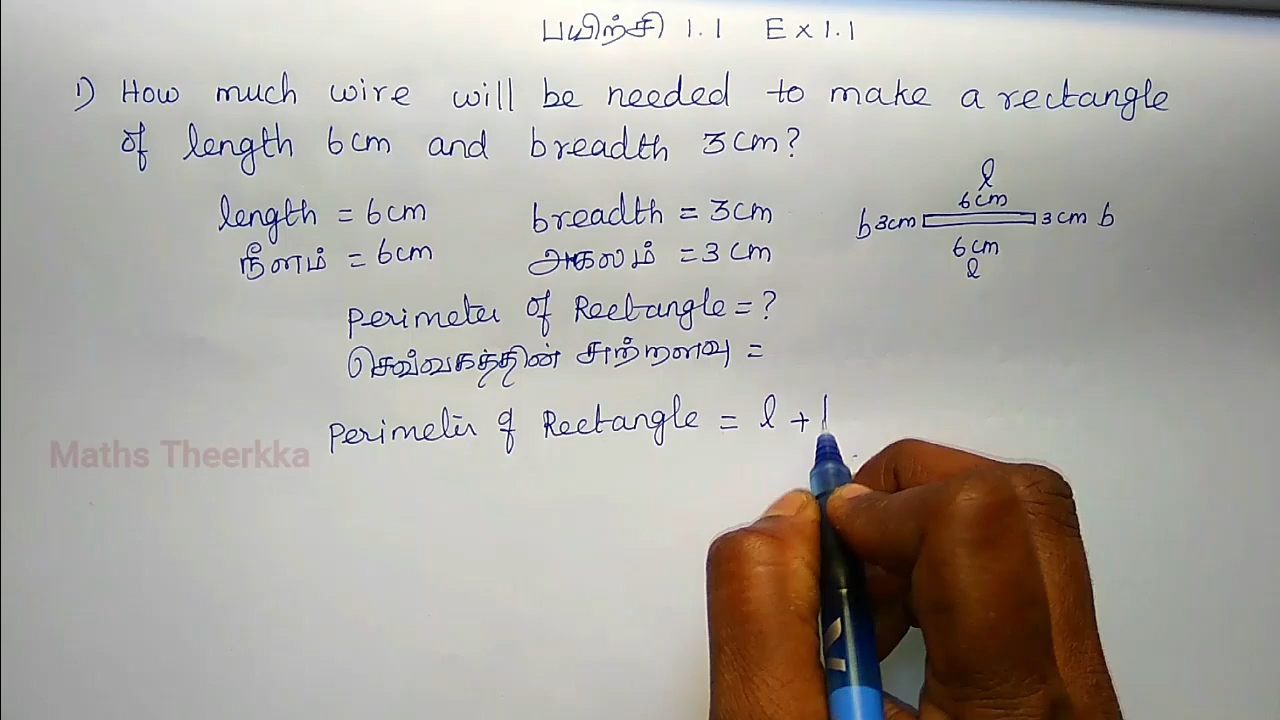 பயிற்சி 1.1 Ex 1.1
1) How much wire will be needed to make a rectangle
of length 6cm and breadth 3cm?
length = 6cm breadth = 3cm
நீளம் = 6cm அகலம் = 3cm
l
6cm
b 3cm 3cm b
6cm
l
Perimeter of Rectangle = ?
செவ்வகத்தின் சுற்றளவு =
Perimeter of Rectangle = l + l
Maths Theerkka